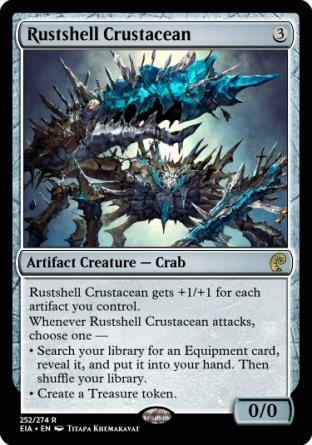 Rustshell Crustacean 3
Artifact Creature — Crab
Rustshell Crustacean gets +1/+1 for each
artifact you control.
Whenever Rustshell Crustacean attacks,
choose one —
• Search your library for an Equipment card,
reveal it, and put it into your hand. Then
shuffle your library.
• Create a Treasure token.
0/0
252/274 R
EIA • EN Titapa Khemakavat